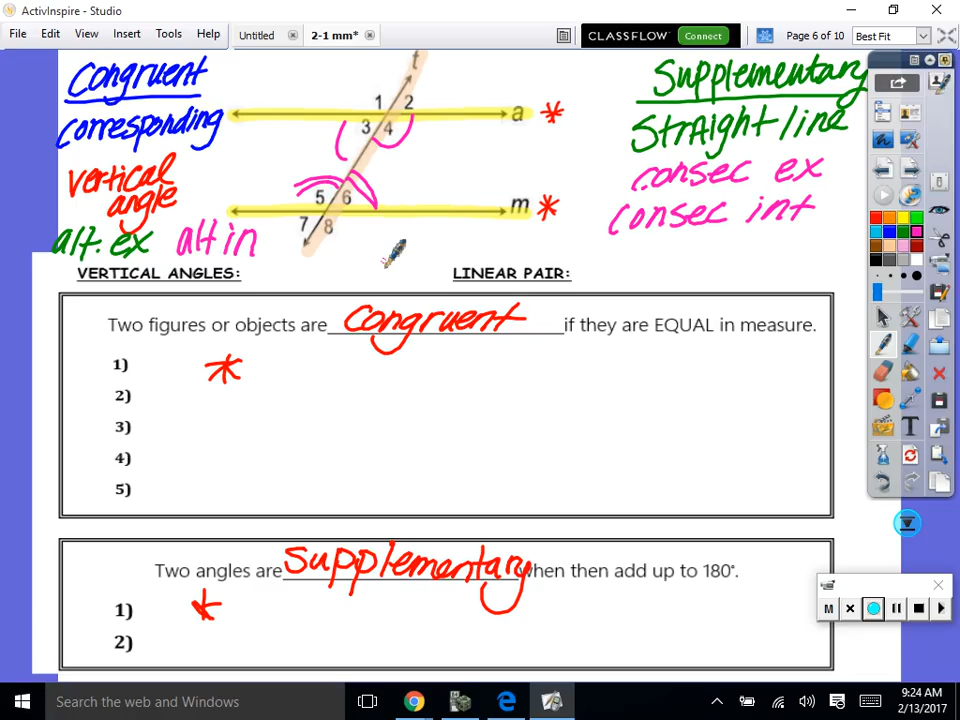 ActivInspire - Studio
File Edit View Insert Tools Help
Untitled 2-1 mm*
CLASSFLOW Connect
Page 6 of 10 Best Fit
Congruent
corresponding
vertical
angle
alt. ex alt in
t
1 2
a *
3 4
5 6
m *
7 8
Supplementary
Straight line
consec ex
consec int
VERTICAL ANGLES: LINEAR PAIR:
Two figures or objects are congruent if they are EQUAL in measure.
1) *
2)
3)
4)
5)
Two angles are supplementary when then add up to 180°.
1) *
2)
M
T
Search the web and Windows
9:24 AM
2/13/2017